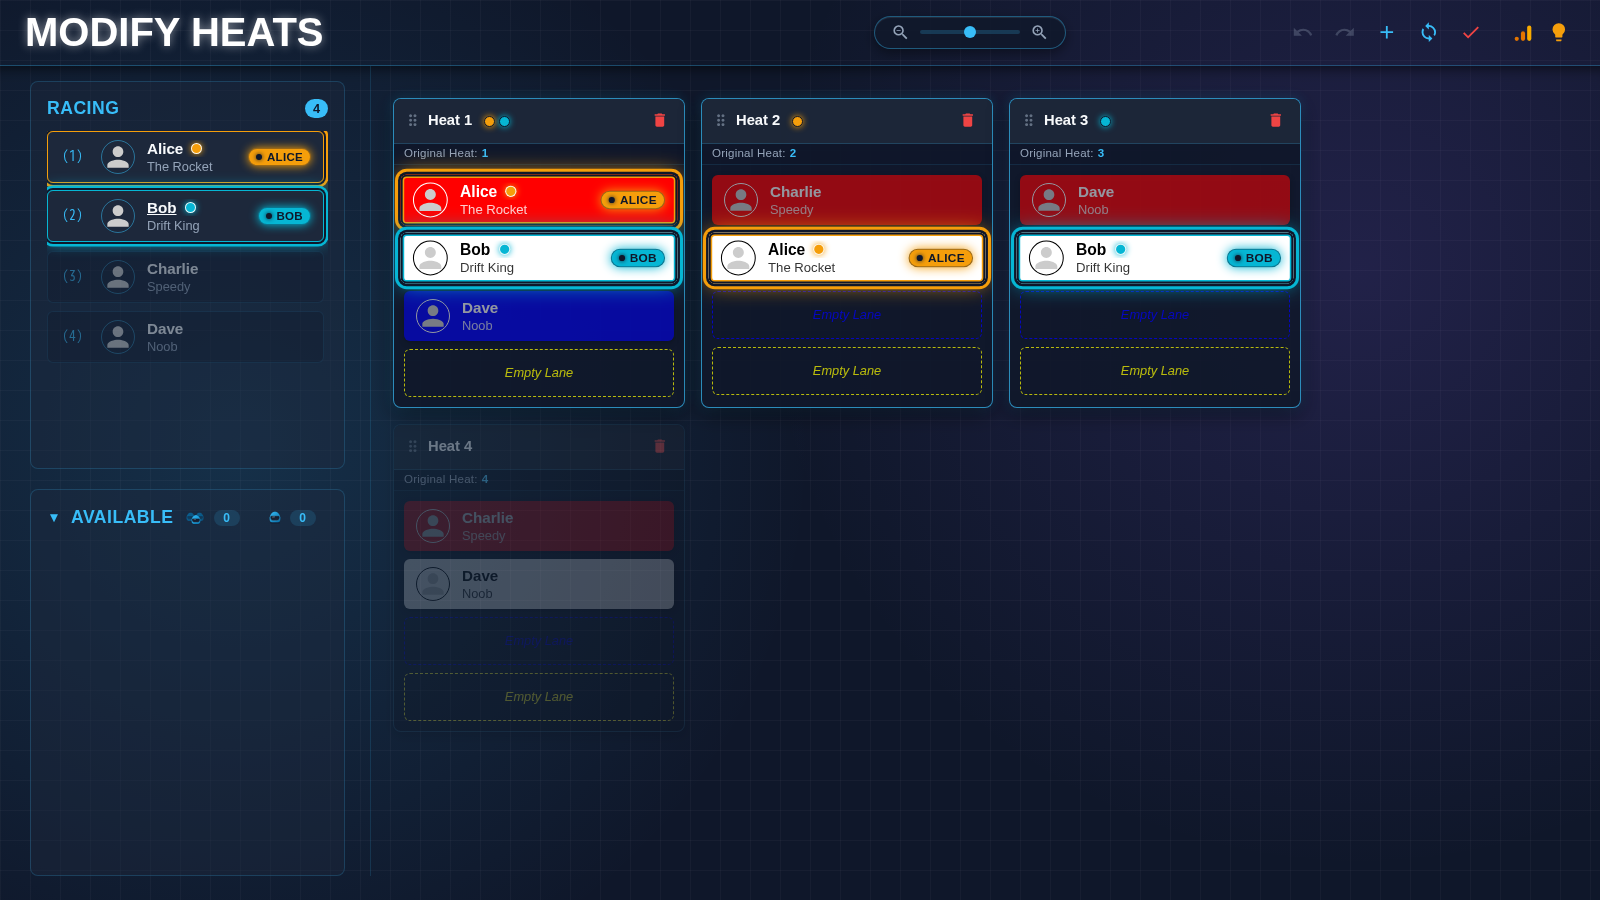 MODIFY HEATS
RACING
4
(1)
Alice
The Rocket
ALICE
(2)
Bob
Drift King
BOB
(3)
Charlie
Speedy
(4)
Dave
Noob
▼ AVAILABLE
0
0
Heat 1
Original Heat: 1
Alice
The Rocket
ALICE
Bob
Drift King
BOB
Dave
Noob
Empty Lane
Heat 2
Original Heat: 2
Charlie
Speedy
Alice
The Rocket
ALICE
Empty Lane
Empty Lane
Heat 3
Original Heat: 3
Dave
Noob
Bob
Drift King
BOB
Empty Lane
Empty Lane
Heat 4
Original Heat: 4
Charlie
Speedy
Dave
Noob
Empty Lane
Empty Lane